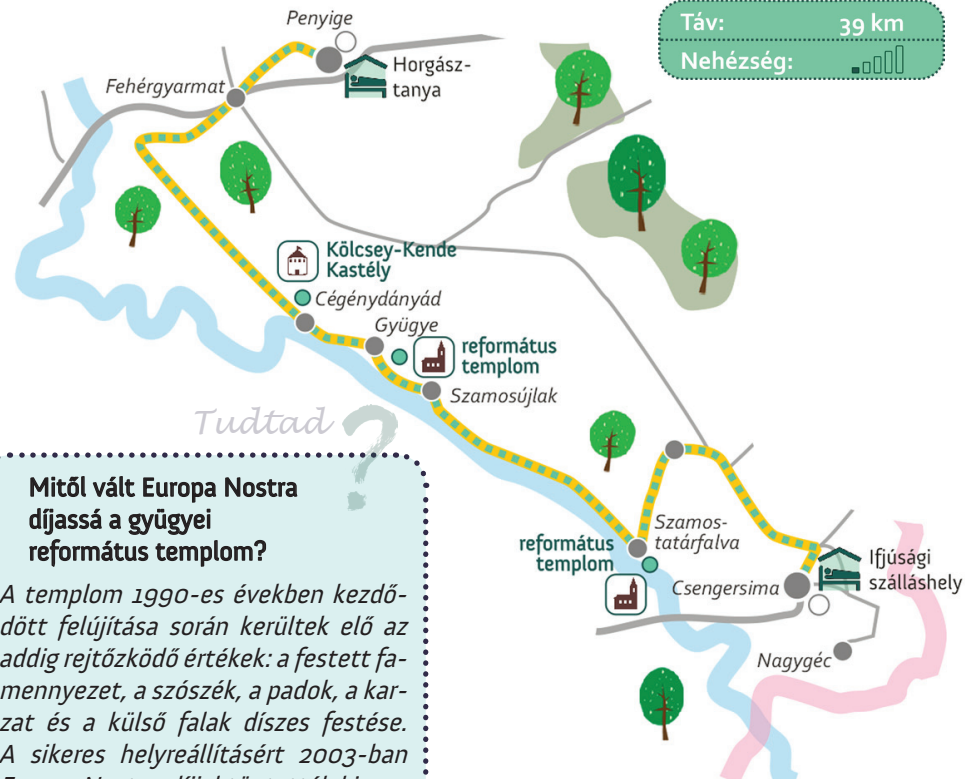 Penyige
Táv: 39 km
Nehézség:
Horgász-
tanya
Fehérgyarmat
Kölcsey-Kende
Kastély
Cégénydányád
Gyügye
református
templom
Szamosújlak
Tudtad ?
Mitől vált Europa Nostra
díjassá a gyügyei
református templom?
A templom 1990-es években kezdő-
dött felújítása során kerültek elő az
addig rejtőzködő értékek: a festett fa-
mennyezet, a szószék, a padok, a kar-
zat és a külső falak díszes festése.
A sikeres helyreállításért 2003-ban
Szamos-
tatárfalva
református
templom
Csengersima
Ifjúsági
szálláshely
Nagygéc